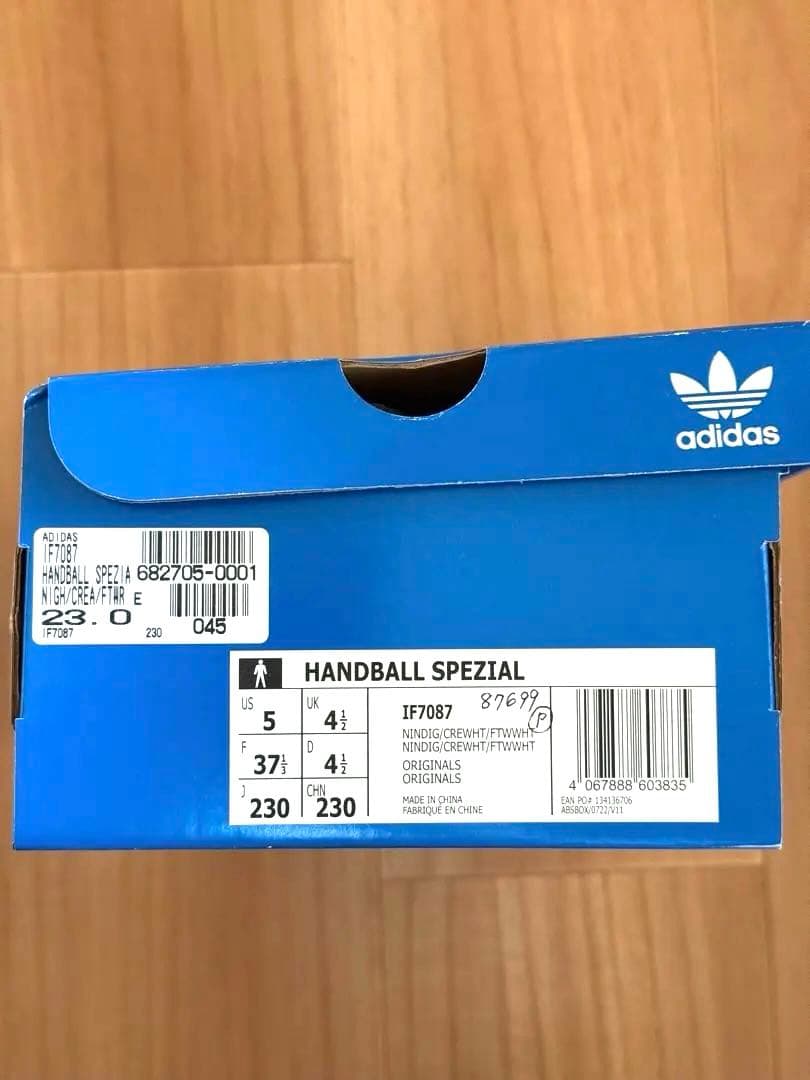 adidas
ADIDAS
IF7087
HANDBALL SPEZIA 682705-0001
NIGH/CREA/FTWR E
23.0
IF7087 230 045
HANDBALL SPEZIAL
US 5 UK 4½
F 37⅓ D 4½
J 230 CHN 230
IF7087 87699 P
NINDIG/CREWHT/FTWWHT
NINDIG/CREWHT/FTWWHT
ORIGINALS
ORIGINALS
MADE IN CHINA
FABRIQUÉ EN CHINE
4 067888 603835
EAN PO# 134136706
ABSBOX/0722/V11